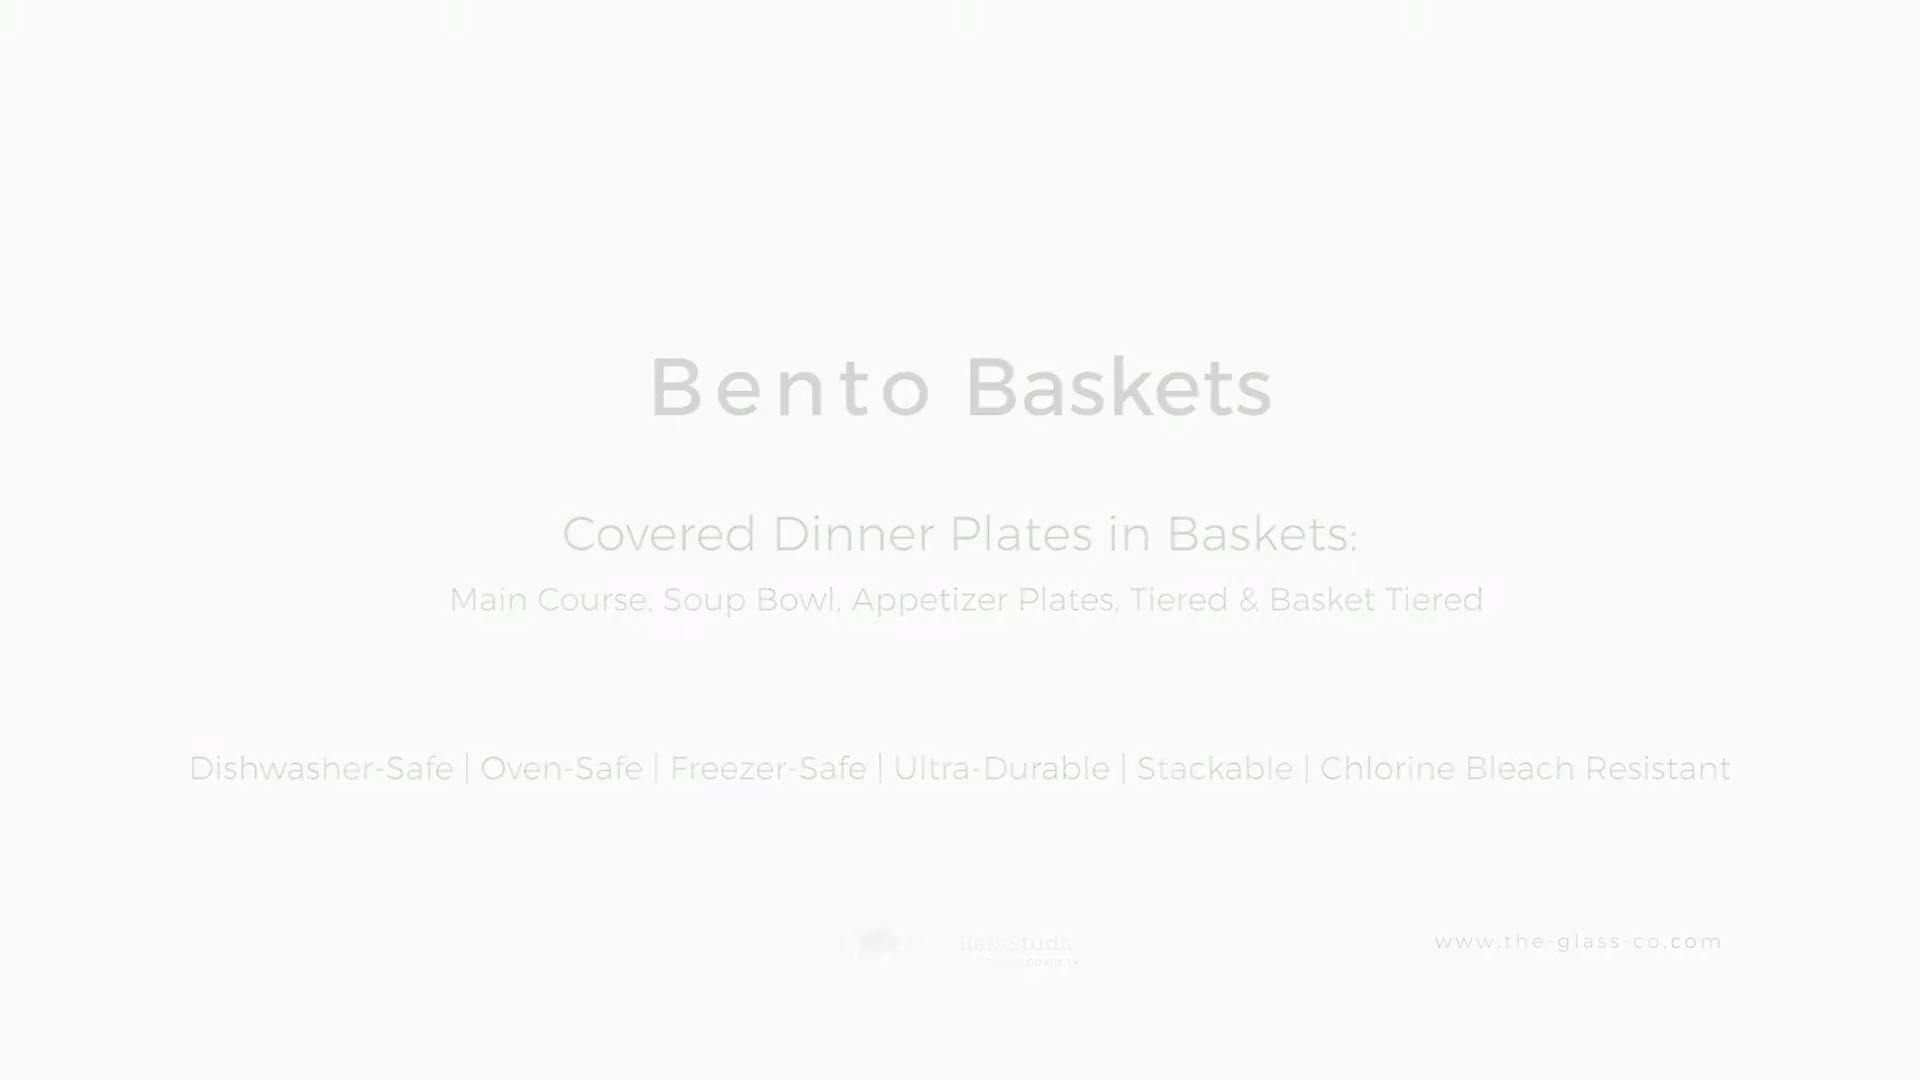 Bento Baskets
Covered Dinner Plates in Baskets:
Main Course, Soup Bowl, Appetizer Plates, Tiered & Basket Tiered
Dishwasher-Safe | Oven-Safe | Freezer-Safe | Ultra-Durable | Stackable | Chlorine Bleach Resistant
www.the-glass-co.com